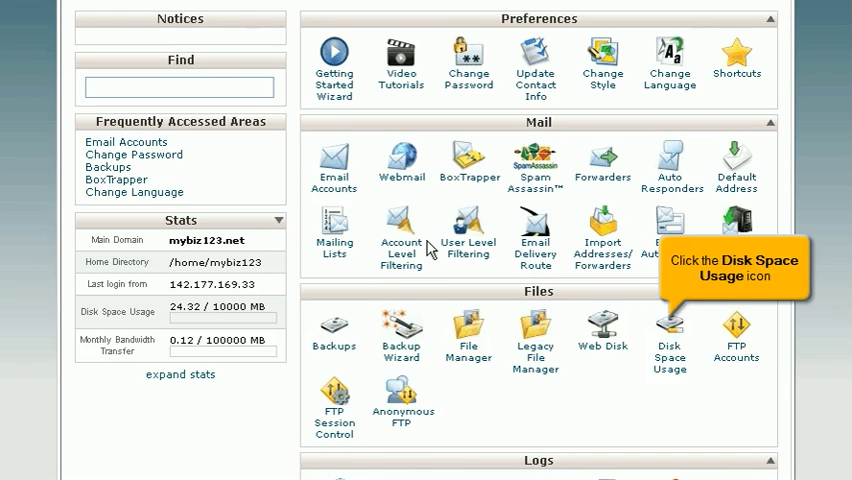 Notices
Find
Frequently Accessed Areas
Email Accounts
Change Password
Backups
BoxTrapper
Change Language
Stats
Main Domain mybiz123.net
Home Directory /home/mybiz123
Last login from 142.177.169.33
Disk Space Usage 24.32 / 10000 MB
Monthly Bandwidth
Transfer
0.12 / 10000 MB
expand stats
Preferences
Getting
Started
Wizard
Video
Tutorials
Change
Password
Update
Contact
Info
Change
Style
Change
Language
Shortcuts
Mail
Email
Accounts
Webmail
BoxTrapper
SpamAssassin
Spam
Assassin™
Forwarders
Auto
Responders
Default
Address
Mailing
Lists
Account
Level
Filtering
User Level
Filtering
Email
Delivery
Route
Import
Addresses/
Forwarders
Click the Disk Space
Usage icon
Files
Backups
Backup
Wizard
File
Manager
Legacy
File
Manager
Web Disk
Disk
Space
Usage
FTP
Accounts
FTP
Session
Control
Anonymous
FTP
Logs